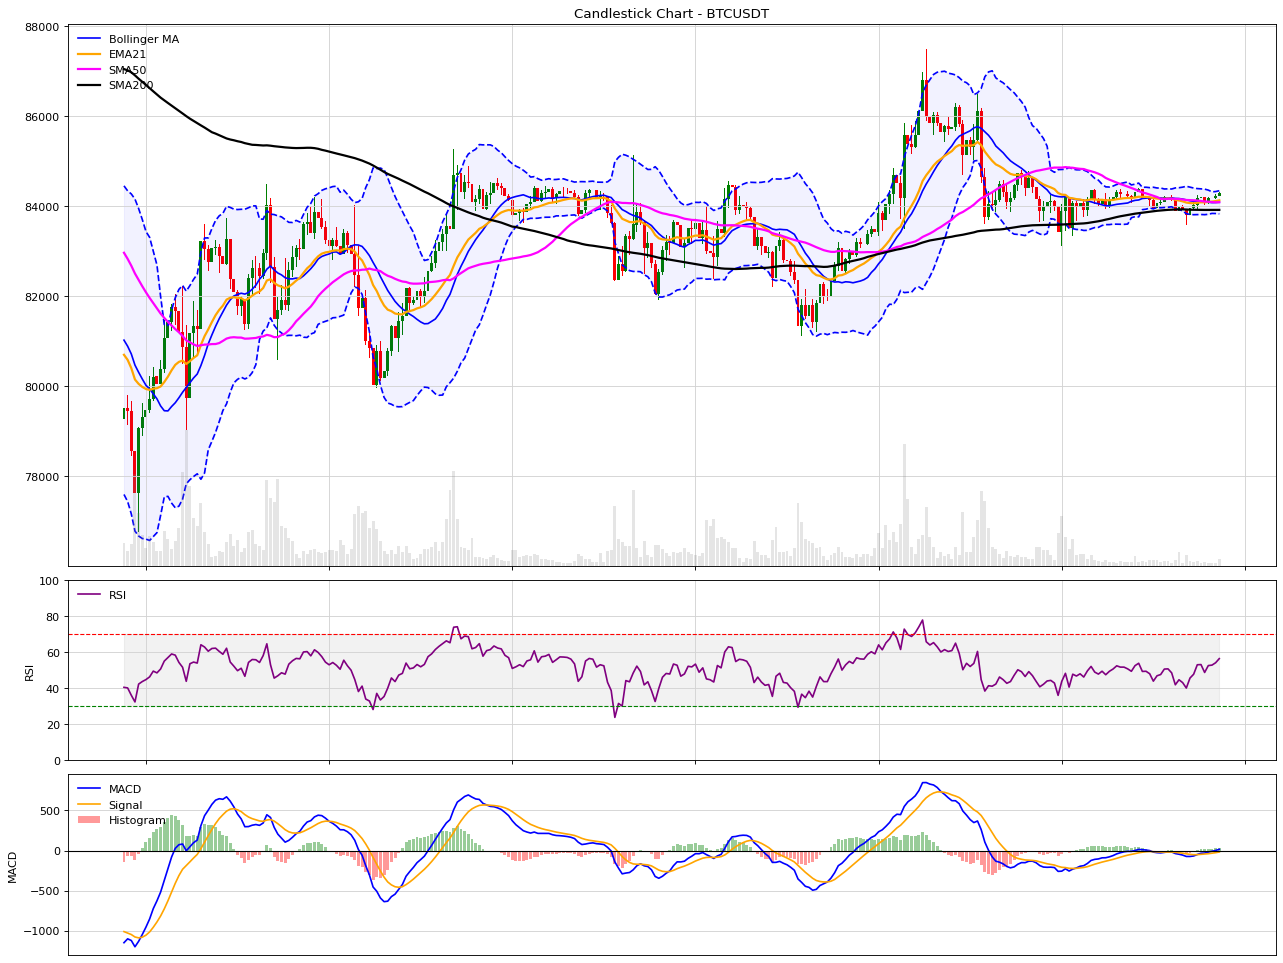 Candlestick Chart - BTCUSDT
88000
86000
84000
82000
80000
78000
Bollinger MA
EMA21
SMA50
SMA200
100
80
60
40
20
0
RSI
RSI
500
0
−500
−1000
MACD
MACD
Signal
Histogram